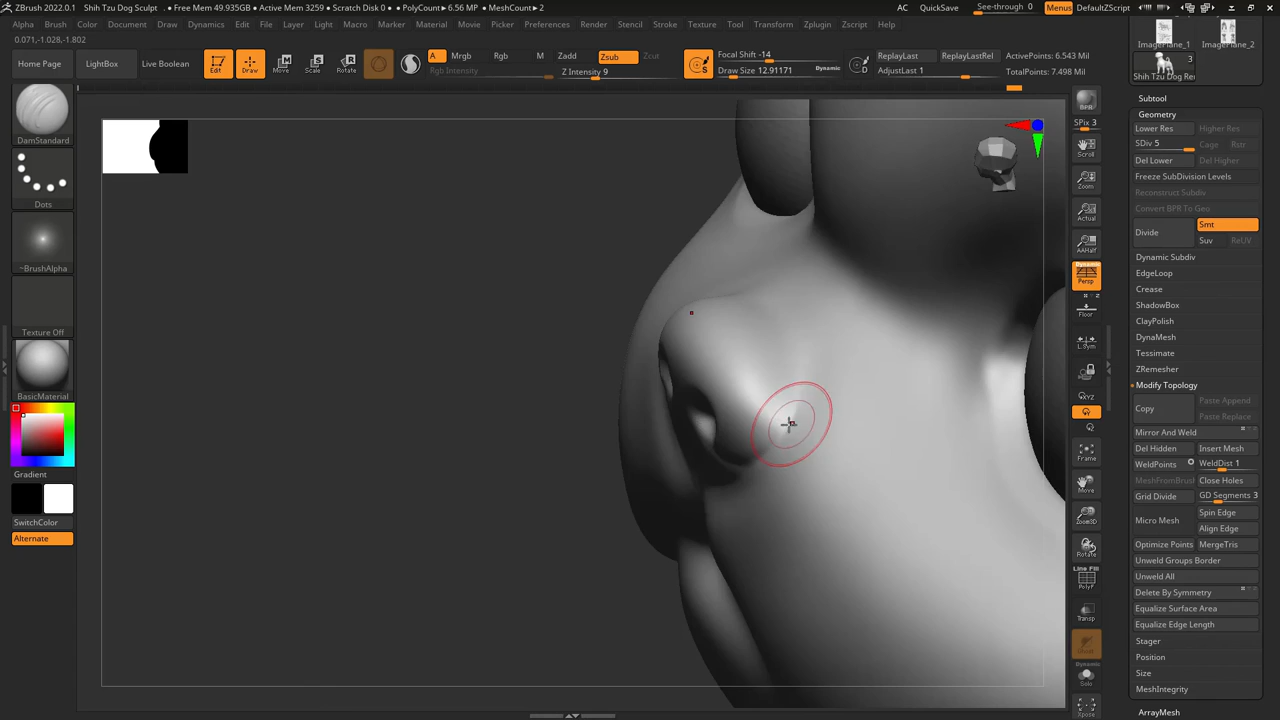 ZBrush 2022.0.1 Shih Tzu Dog Sculpt • Free Mem 49.935GB • Active Mem 3259 • Scratch Disk 0 • PolyCount▸6.56 MP • MeshCount▸2 AC QuickSave See-through 0 Menus DefaultZScript
Alpha Brush Color Document Draw Dynamics Edit File Layer Light Macro Marker Material Movie Picker Preferences Render Stencil Stroke Texture Tool Transform Zplugin Zscript Help
0.071,-1.028,-1.802
Home Page LightBox Live Boolean Edit Draw Move Scale Rotate A Mrgb Rgb M Zadd Zsub Zcut
Rgb Intensity Z Intensity 9
Focal Shift -14
Draw Size 12.91171 Dynamic
ReplayLast ReplayLastRel
AdjustLast 1
ActivePoints: 6.543 Mil
TotalPoints: 7.498 Mil
DamStandard
Dots
~BrushAlpha
Texture Off
BasicMaterial
Gradient
SwitchColor
Alternate
BPR
SPix 3
Scroll
Zoom
Actual
AAHalf
Dynamic
Persp
Floor
L.Sym
XYZ
Y
Z
Frame
Move
Zoom3D
Rotate
Line Fill
PolyF
Transp
Dynamic
Solo
Xpose
ImagePlane_1 ImagePlane_2
3
Subtool
Geometry
Lower Res Higher Res
SDiv 5 Cage Rstr
Del Lower Del Higher
Freeze SubDivision Levels
Reconstruct Subdiv
Convert BPR To Geo
Divide Smt
Suv ReUV
Dynamic Subdiv
EdgeLoop
Crease
ShadowBox
ClayPolish
DynaMesh
Tessimate
ZRemesher
Modify Topology
Copy Paste Append
Paste Replace
Mirror And Weld
Del Hidden Insert Mesh
WeldPoints WeldDist 1
MeshFromBrush Close Holes
Grid Divide GD Segments 3
Micro Mesh Spin Edge
Align Edge
Optimize Points MergeTris
Unweld Groups Border
Unweld All
Delete By Symmetry
Equalize Surface Area
Equalize Edge Length
Stager
Position
Size
MeshIntegrity
ArrayMesh